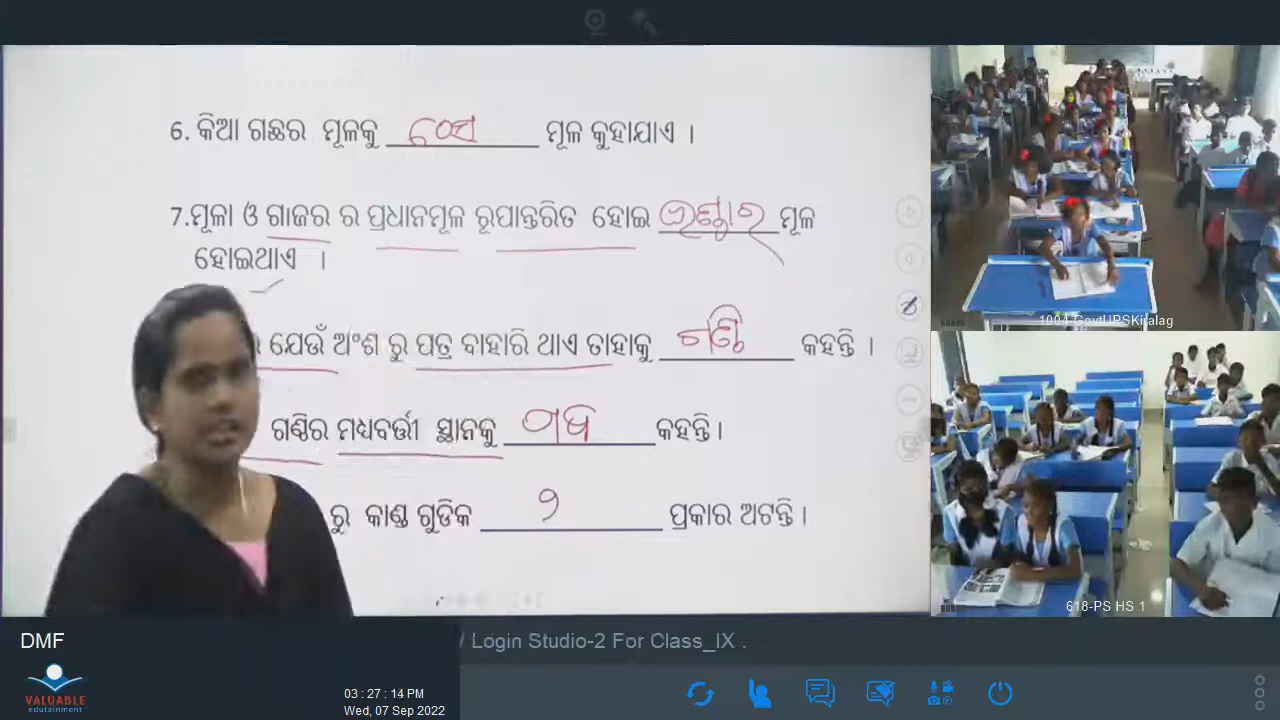 6. କିଆ ଗଛର ମୂଳକୁ ଠେସ ମୂଳ କୁହାଯାଏ ।
7.ମୂଳା ଓ ଗାଜର ର ପ୍ରଧାନମୂଳ ରୂପାନ୍ତରିତ ହୋଇ ଭଣ୍ଡାର ମୂଳ
ହୋଇଥାଏ ।
ଯେଉଁ ଅଂଶ ରୁ ପତ୍ର ବାହାରି ଥାଏ ତାହାକୁ ଗଣ୍ଠି କହନ୍ତି ।
ଗଣ୍ଠିର ମଧ୍ୟବର୍ତ୍ତୀ ସ୍ଥାନକୁ ପର୍ବ କହନ୍ତି ।
ରୁ କାଣ୍ଡ ଗୁଡିକ ୨ ପ୍ରକାର ଅଟନ୍ତି ।
1004-GovtUPSKiralag
618-PS HS 1
DMF
/ Login Studio-2 For Class_IX .
VALUABLE
edutainment
03 : 27 : 14 PM
Wed, 07 Sep 2022